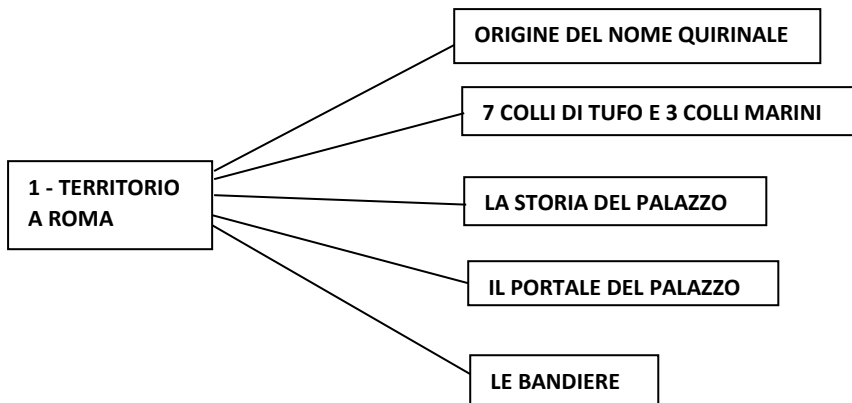 ORIGINE DEL NOME QUIRINALE
7 COLLI DI TUFO E 3 COLLI MARINI
1 - TERRITORIO
A ROMA
LA STORIA DEL PALAZZO
IL PORTALE DEL PALAZZO
LE BANDIERE